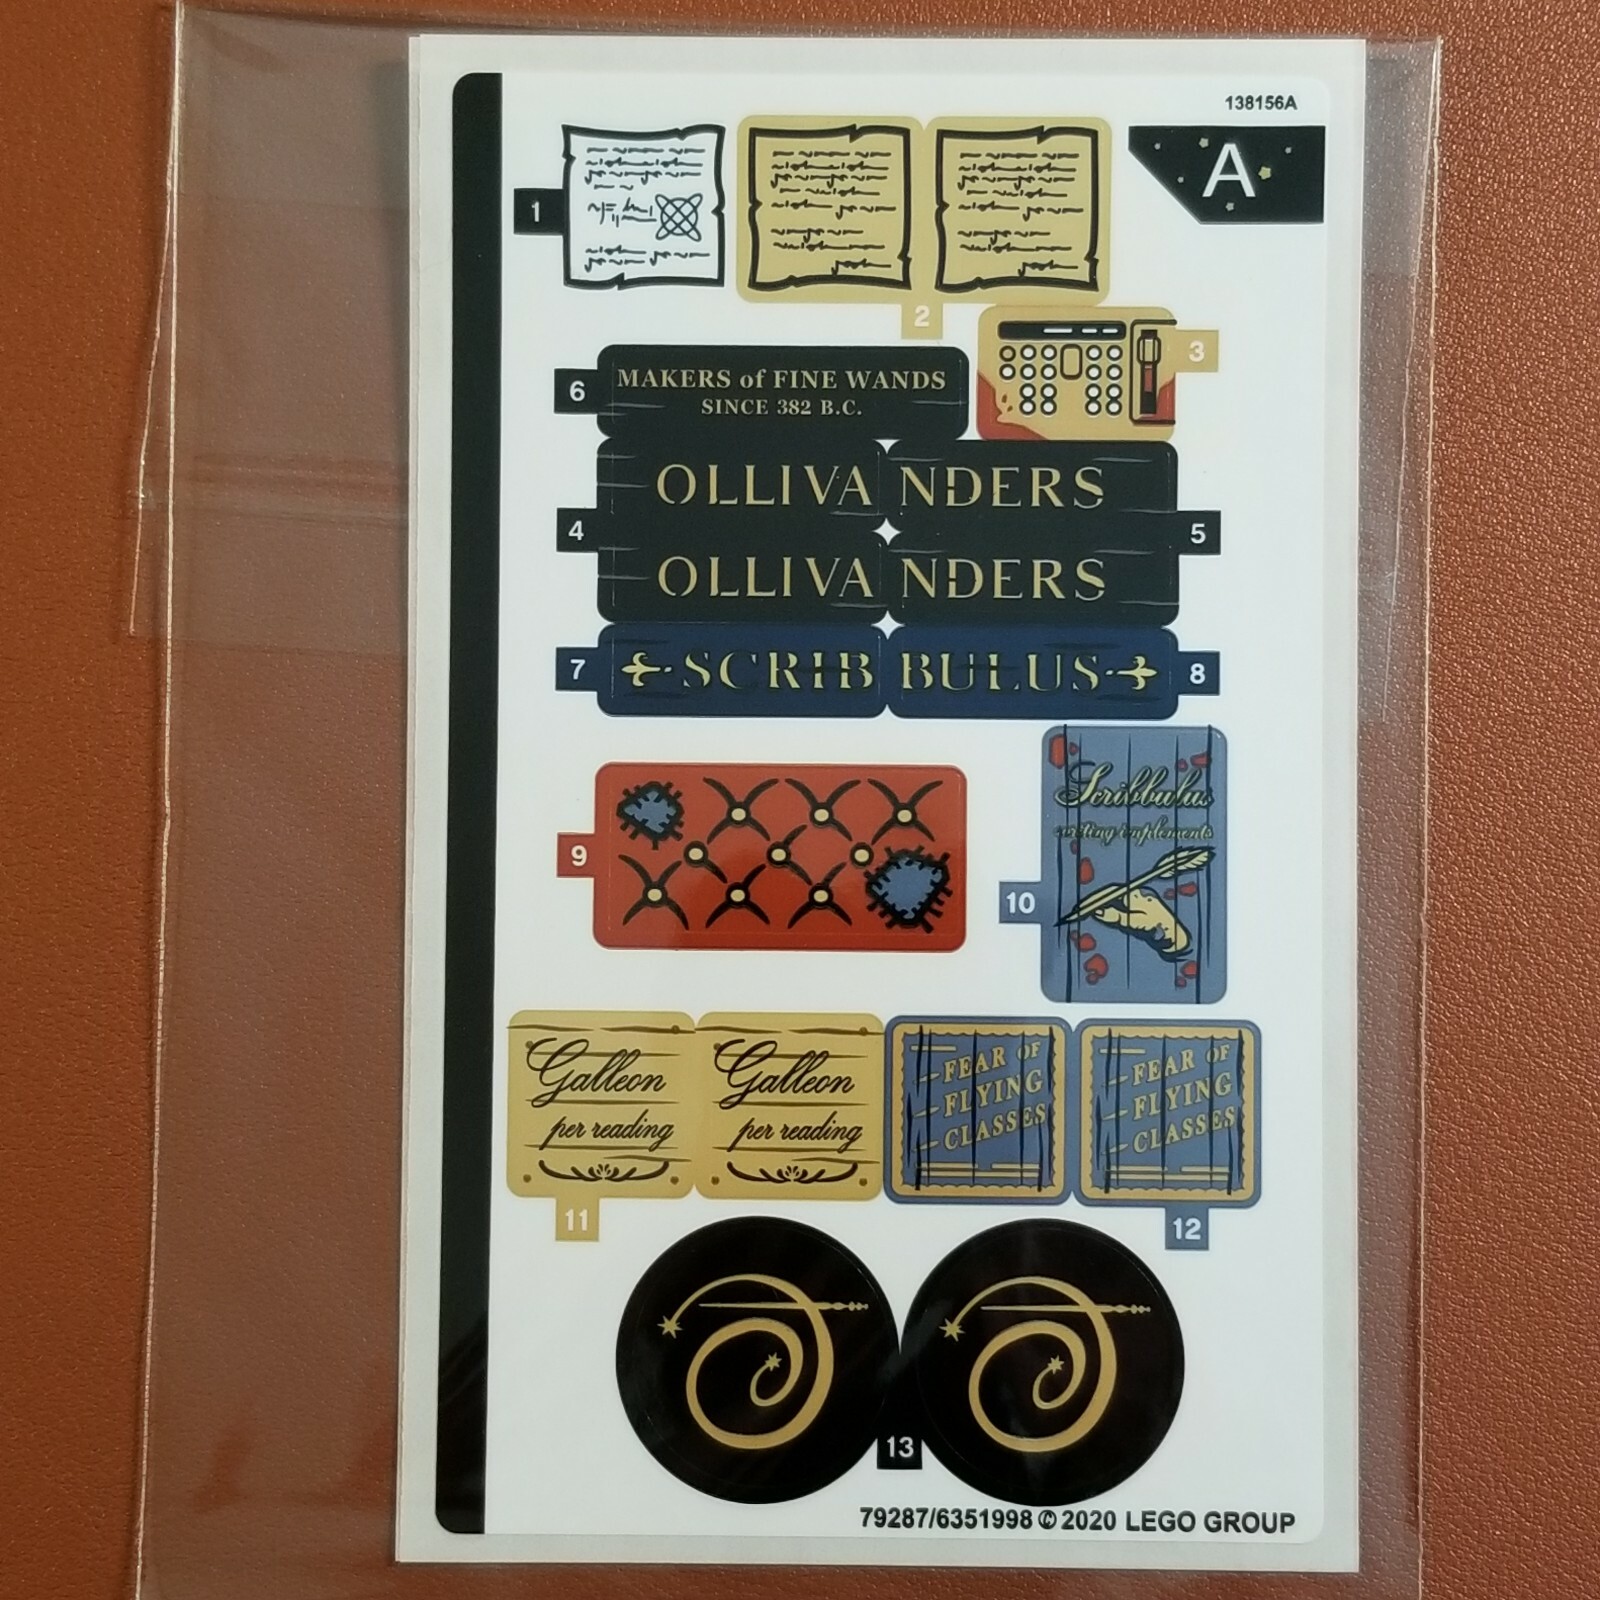 138156A
A
1
2
3
6
MAKERS of FINE WANDS
SINCE 382 B.C.
OLLIVA NDERS
4
5
OLLIVA NDERS
7
SCRIB BULUS
8
Scribbulus
writing implements
9
10
Galleon
per reading
Galleon
per reading
FEAR OF
FLYING
CLASSES
FEAR OF
FLYING
CLASSES
11
12
13
79287/6351998 © 2020 LEGO GROUP